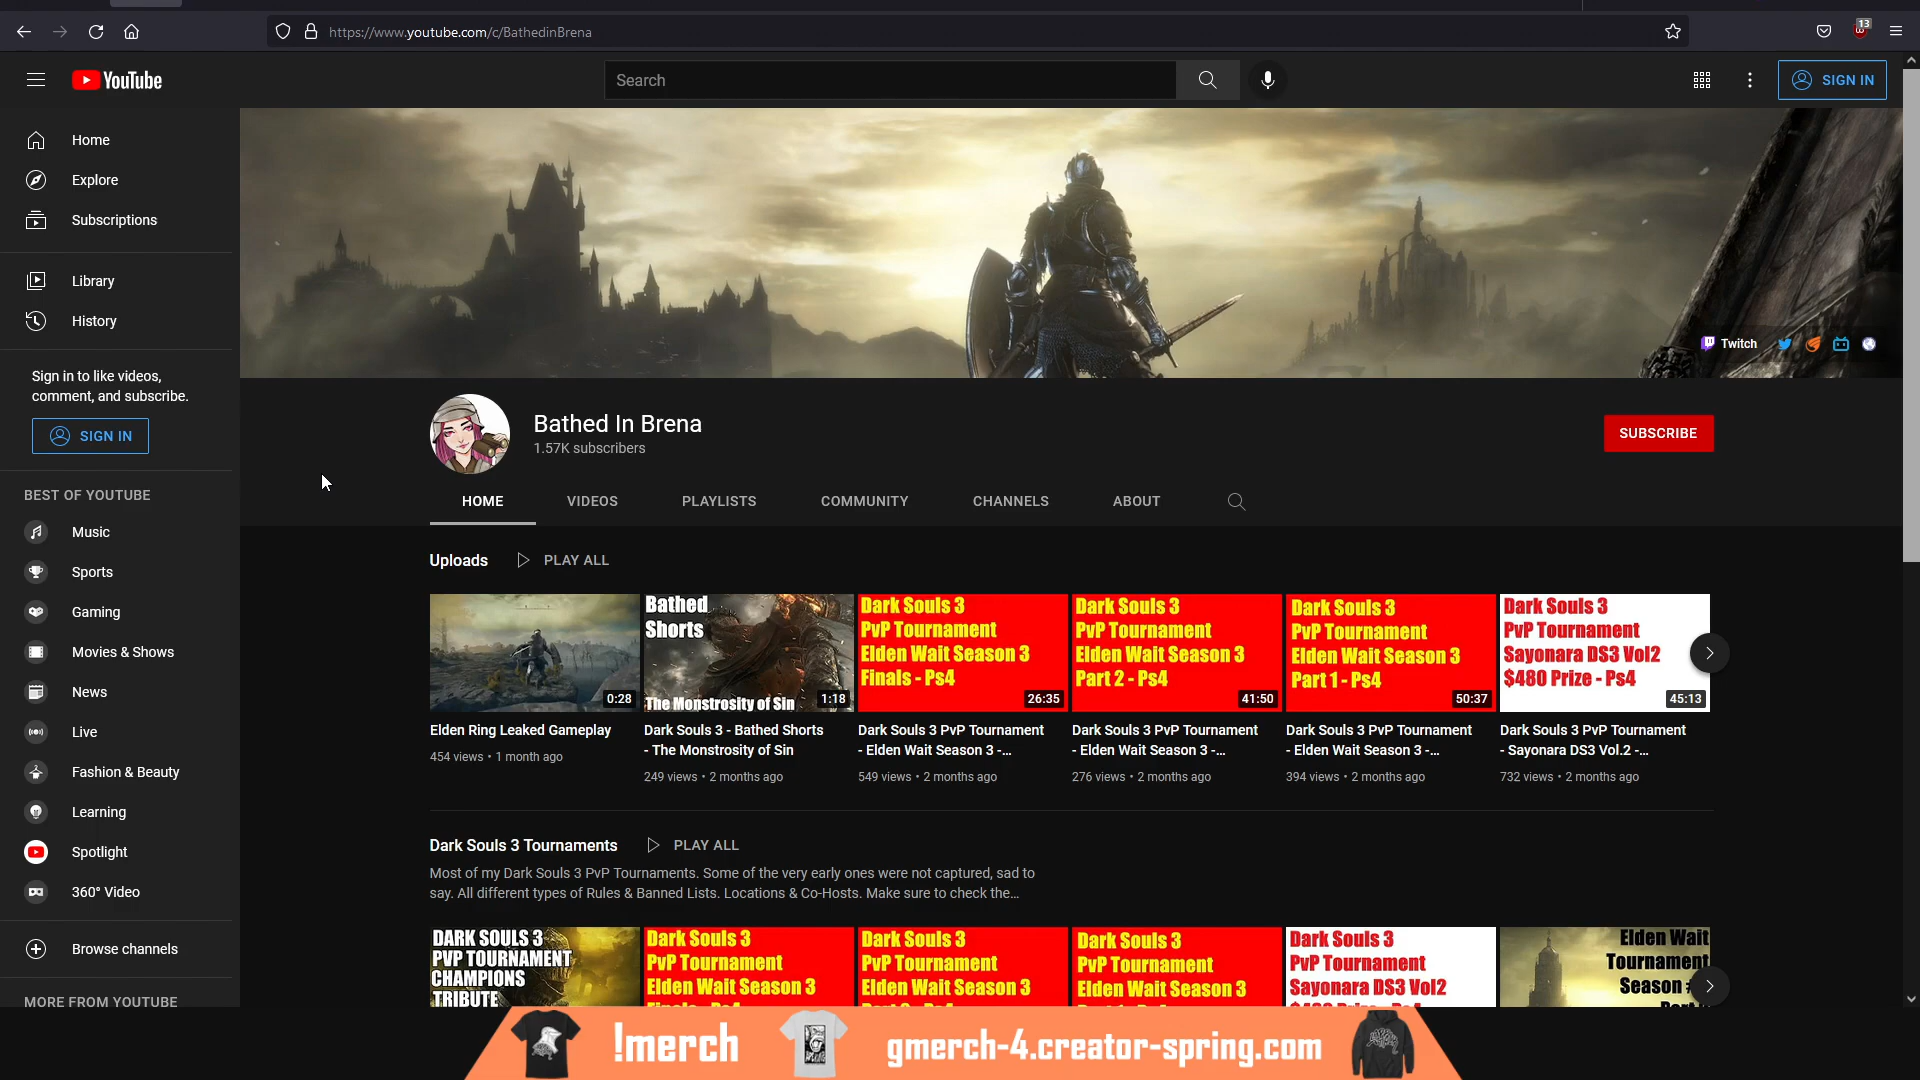 https://www.youtube.com/c/BathedinBrena
13
YouTube
Search
SIGN IN
Home
Explore
Subscriptions
Library
History
Sign in to like videos,
comment, and subscribe.
SIGN IN
BEST OF YOUTUBE
Music
Sports
Gaming
Movies & Shows
News
Live
Fashion & Beauty
Learning
Spotlight
360° Video
Browse channels
MORE FROM YOUTUBE
Twitch
Bathed In Brena
1.57K subscribers
SUBSCRIBE
HOME VIDEOS PLAYLISTS COMMUNITY CHANNELS ABOUT
Uploads PLAY ALL
0:28
Elden Ring Leaked Gameplay
454 views • 1 month ago
Bathed
Shorts
The Monstrosity of Sin
1:18
Dark Souls 3 - Bathed Shorts
- The Monstrosity of Sin
249 views • 2 months ago
Dark Souls 3
PvP Tournament
Elden Wait Season 3
Finals - Ps4
26:35
Dark Souls 3 PvP Tournament
- Elden Wait Season 3 -...
549 views • 2 months ago
Dark Souls 3
PvP Tournament
Elden Wait Season 3
Part 2 - Ps4
41:50
Dark Souls 3 PvP Tournament
- Elden Wait Season 3 -...
276 views • 2 months ago
Dark Souls 3
PvP Tournament
Elden Wait Season 3
Part 1 - Ps4
50:37
Dark Souls 3 PvP Tournament
- Elden Wait Season 3 -...
394 views • 2 months ago
Dark Souls 3
PvP Tournament
Sayonara DS3 Vol2
$480 Prize - Ps4
45:13
Dark Souls 3 PvP Tournament
- Sayonara DS3 Vol.2 -...
732 views • 2 months ago
Dark Souls 3 Tournaments PLAY ALL
Most of my Dark Souls 3 PvP Tournaments. Some of the very early ones were not captured, sad to
say. All different types of Rules & Banned Lists. Locations & Co-Hosts. Make sure to check the...
DARK SOULS 3
PVP TOURNAMENT
CHAMPIONS
TRIBUTE
Dark Souls 3
PvP Tournament
Elden Wait Season 3
Finals - Ps4
Dark Souls 3
PvP Tournament
Elden Wait Season 3
Part 2 - Ps4
Dark Souls 3
PvP Tournament
Elden Wait Season 3
Part 1 - Ps4
Dark Souls 3
PvP Tournament
Sayonara DS3 Vol2
$480 Prize - Ps4
Elden Wait
Tournament
Season
!merch
gmerch-4.creator-spring.com